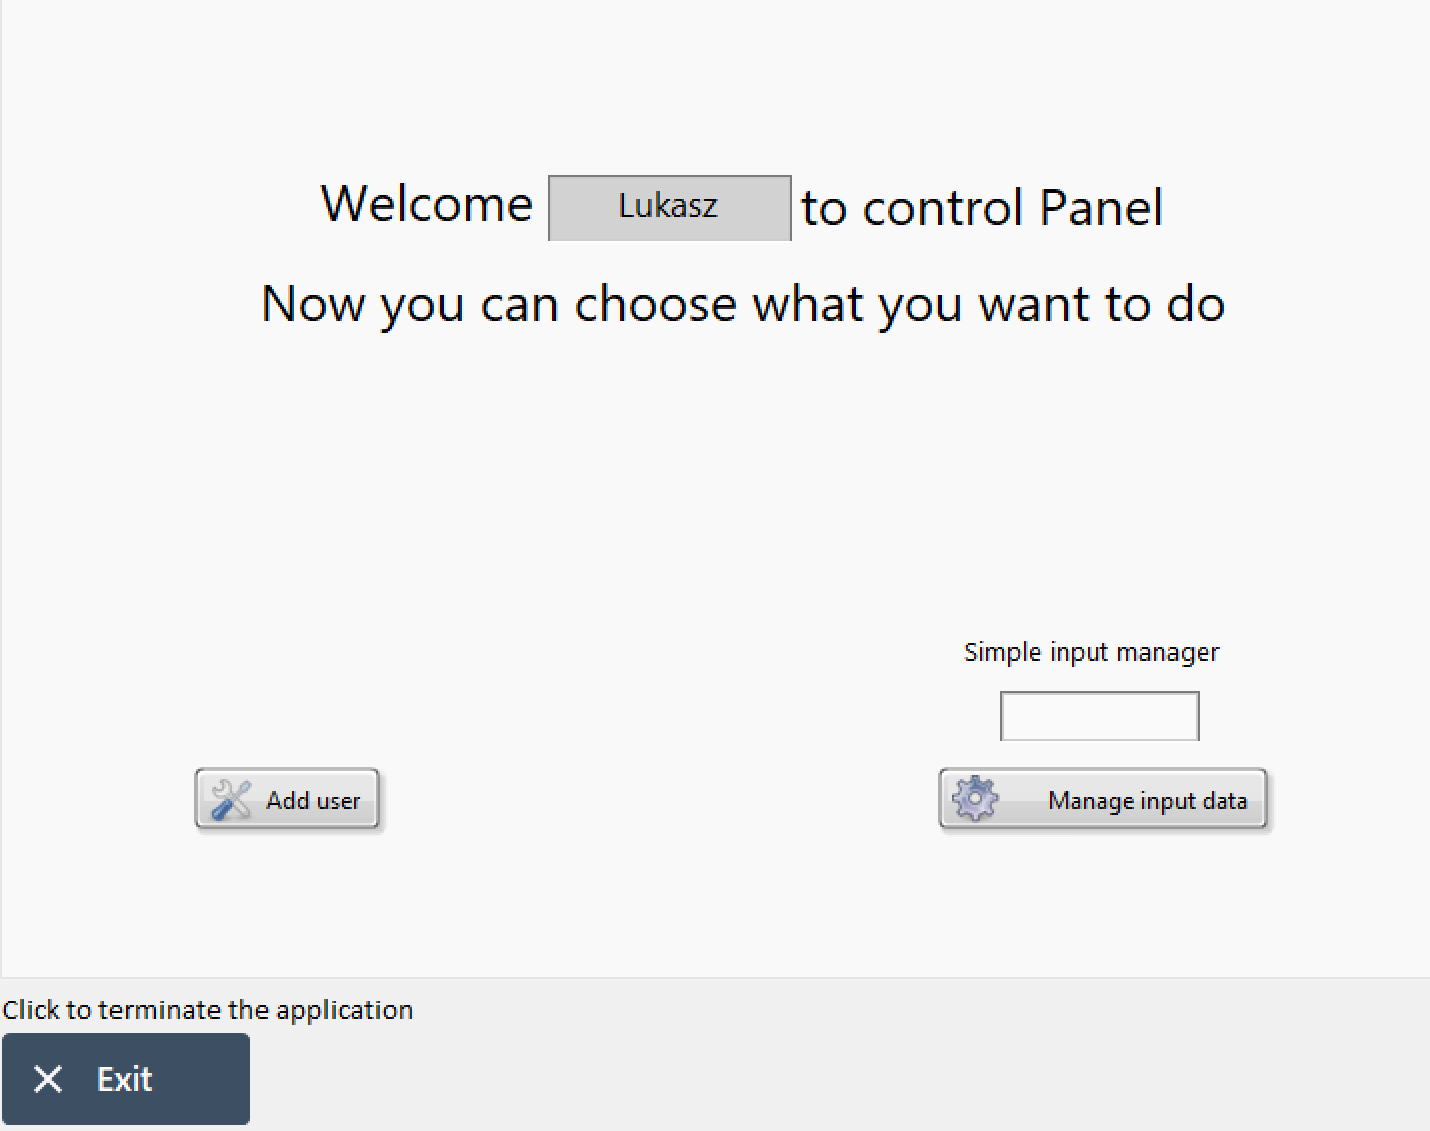 Welcome Lukasz to control Panel
Now you can choose what you want to do
Simple input manager
Add user
Manage input data
Click to terminate the application
Exit